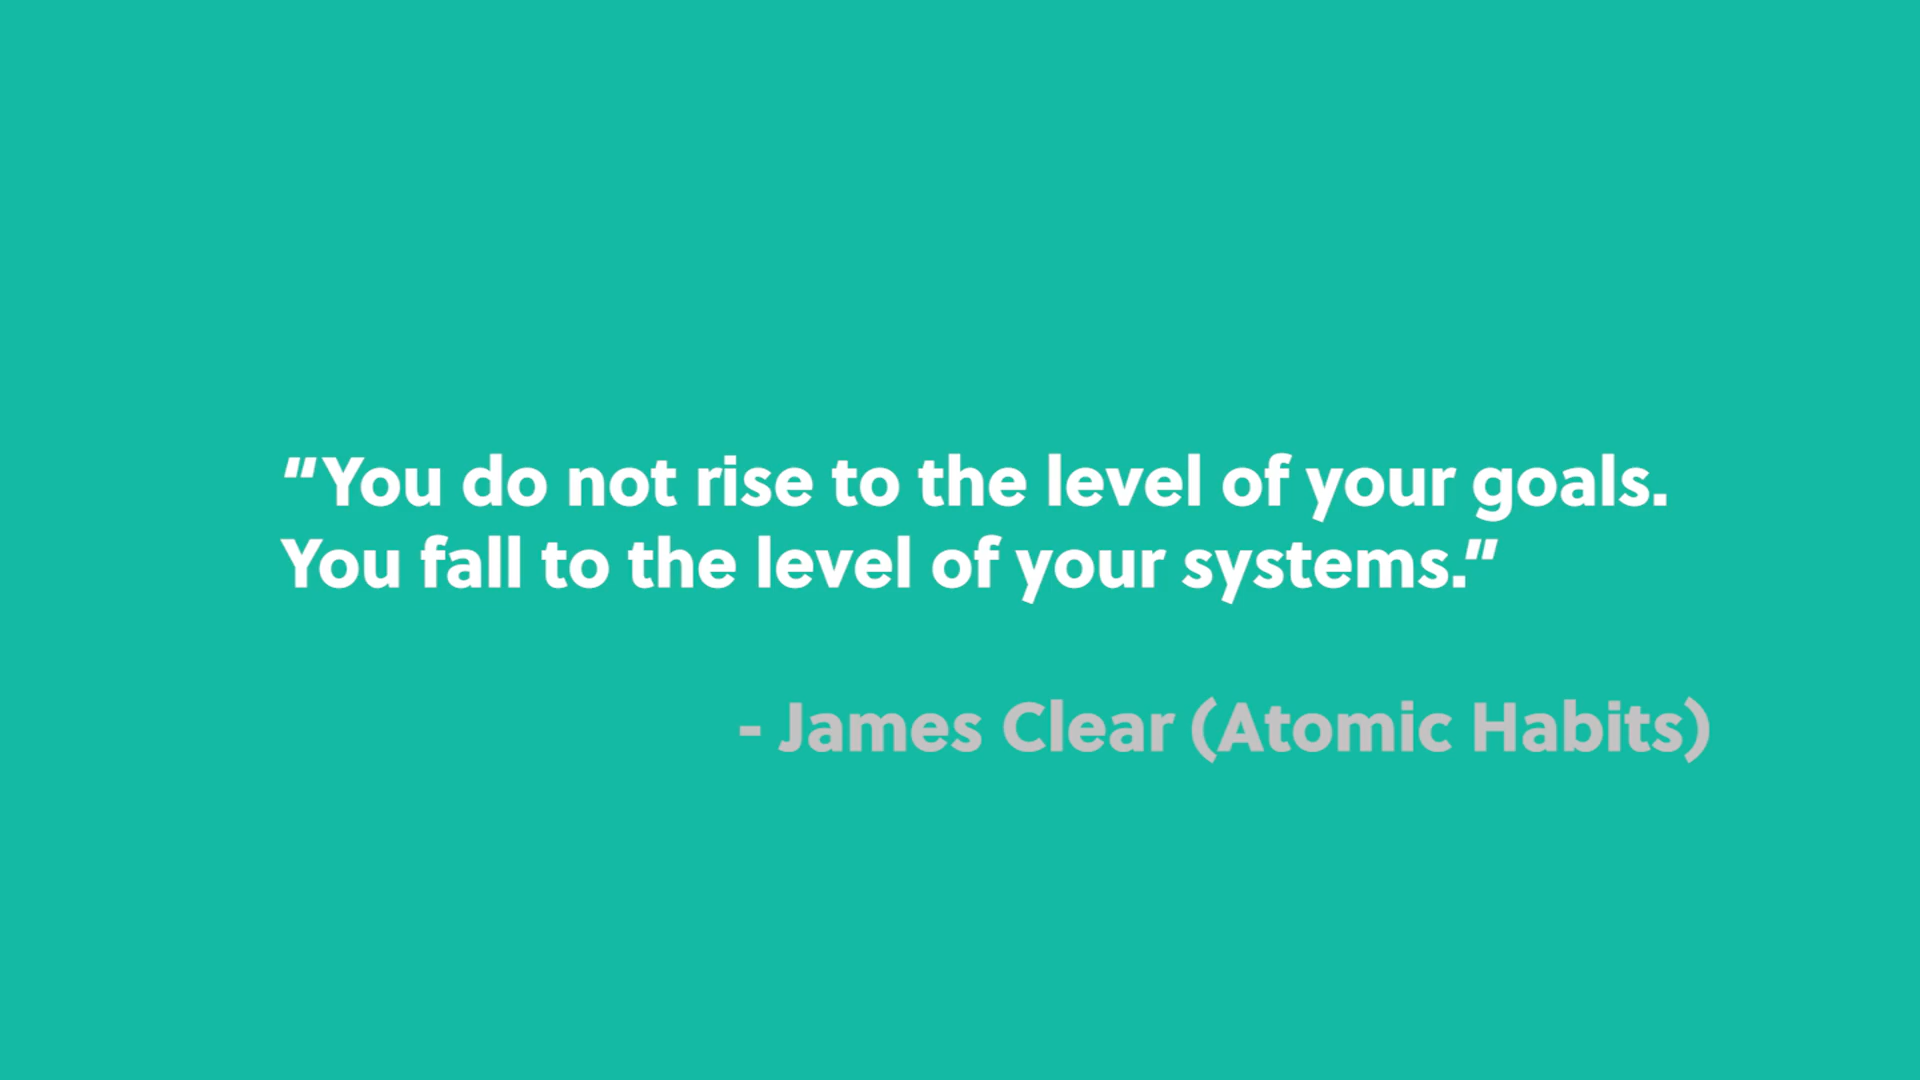 "You do not rise to the level of your goals.
You fall to the level of your systems."
- James Clear (Atomic Habits)